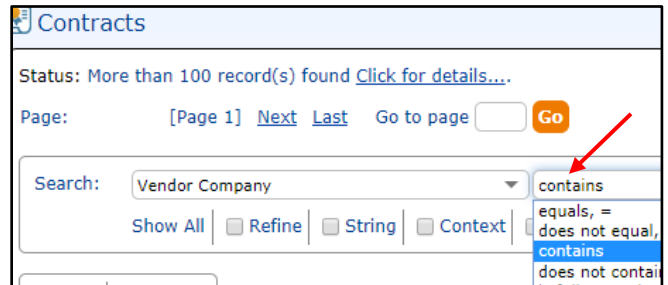 Contracts
Status: More than 100 record(s) found Click for details....
Page: [Page 1] Next Last Go to page Go
Search: Vendor Company contains
Show All Refine String Context
equals, =
does not equal,
contains
does not